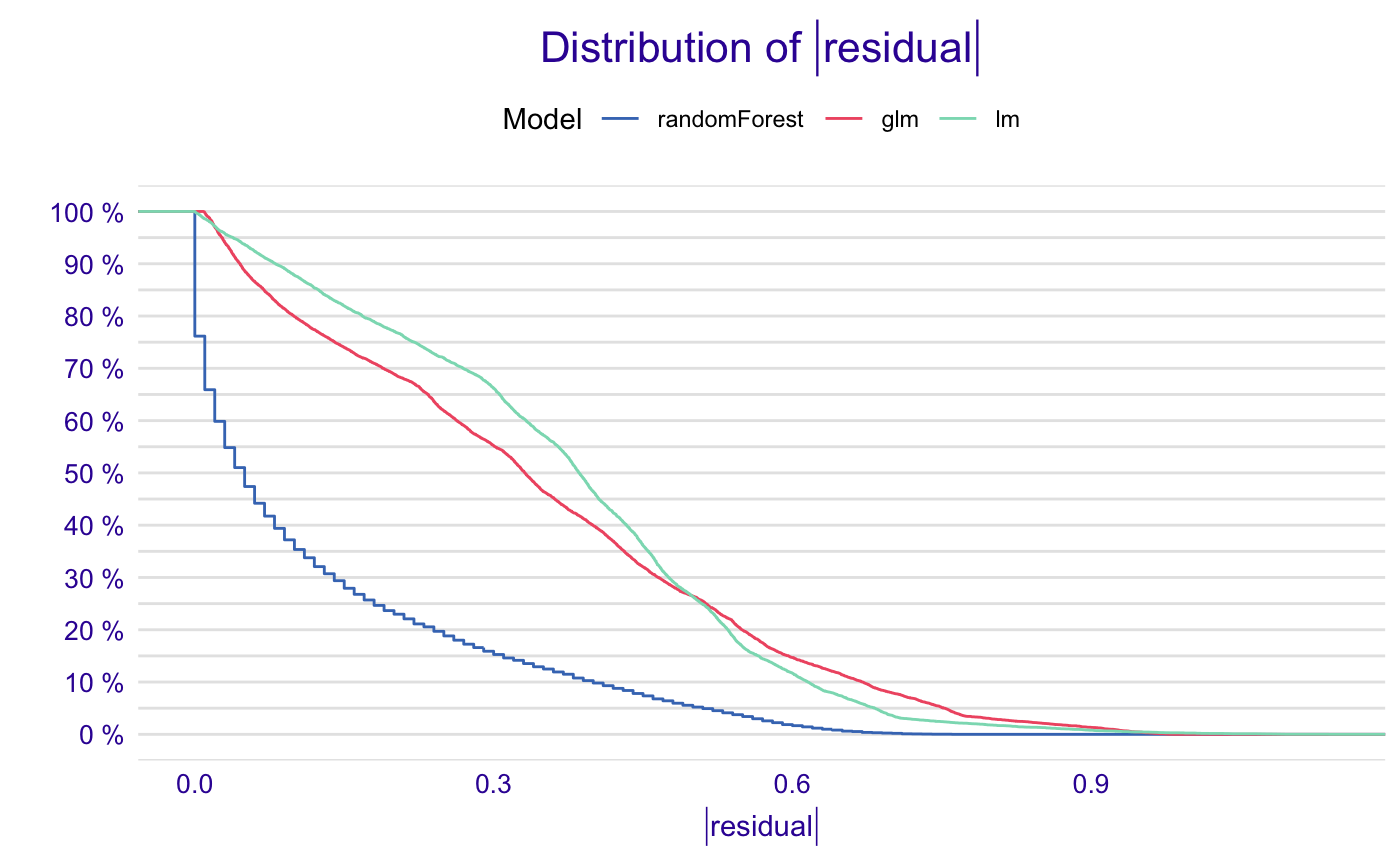 Distribution of |residual|
Model randomForest glm lm
100 %
90 %
80 %
70 %
60 %
50 %
40 %
30 %
20 %
10 %
0 %
0.0 0.3 0.6 0.9
|residual|